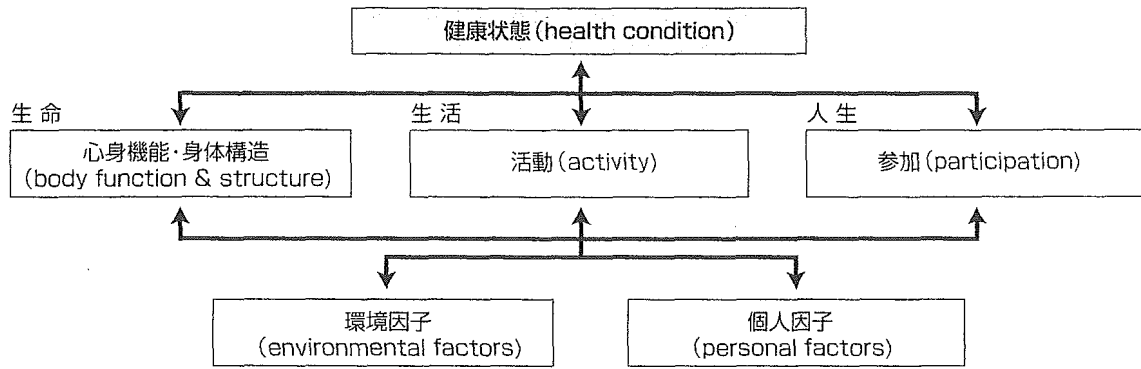 健康状態(health condition)
生命
生活
人生
心身機能·身体構造
(body function & structure)
活動(activity)
参加(participation)
環境因子
(environmental factors)
個人因子
(personal factors)